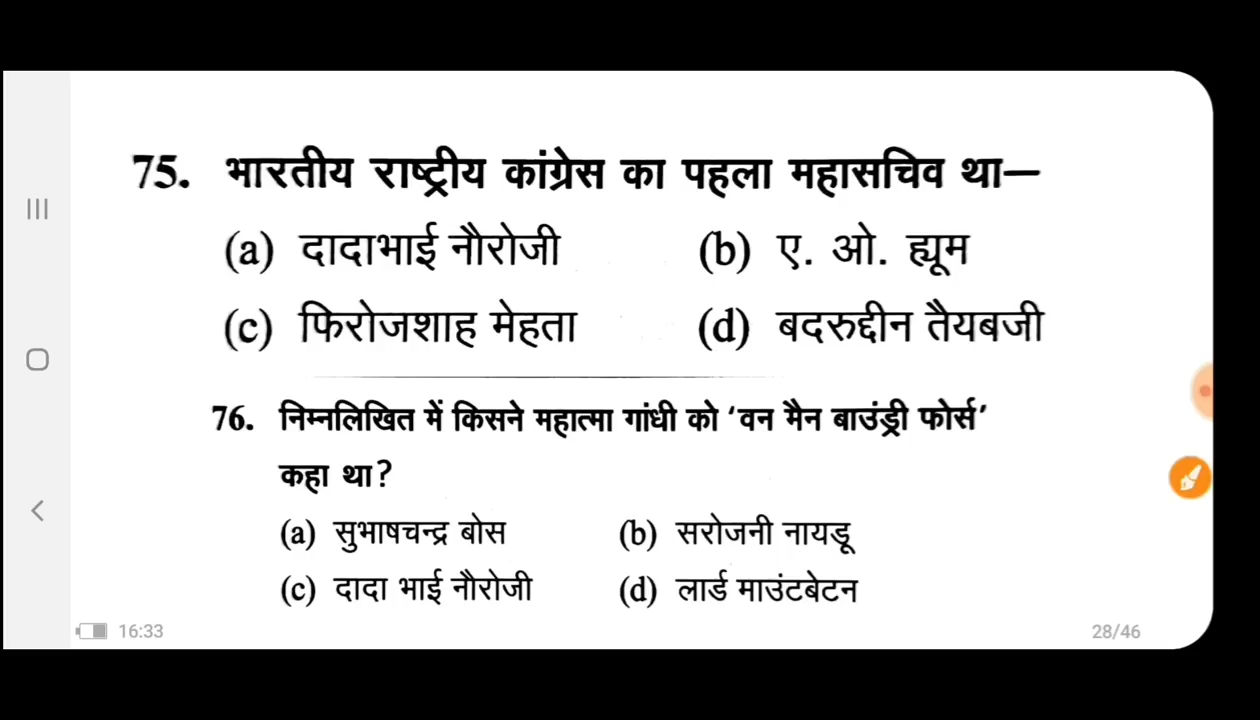 75. भारतीय राष्ट्रीय कांग्रेस का पहला महासचिव था—
(a) दादाभाई नौरोजी (b) ए. ओ. ह्यूम
(c) फिरोजशाह मेहता (d) बदरुद्दीन तैयबजी
76. निम्नलिखित में किसने महात्मा गांधी को ‘वन मैन बाउंड्री फोर्स’
कहा था?
(a) सुभाषचन्द्र बोस (b) सरोजनी नायडू
(c) दादा भाई नौरोजी (d) लार्ड माउंटबेटन
16:33 28/46